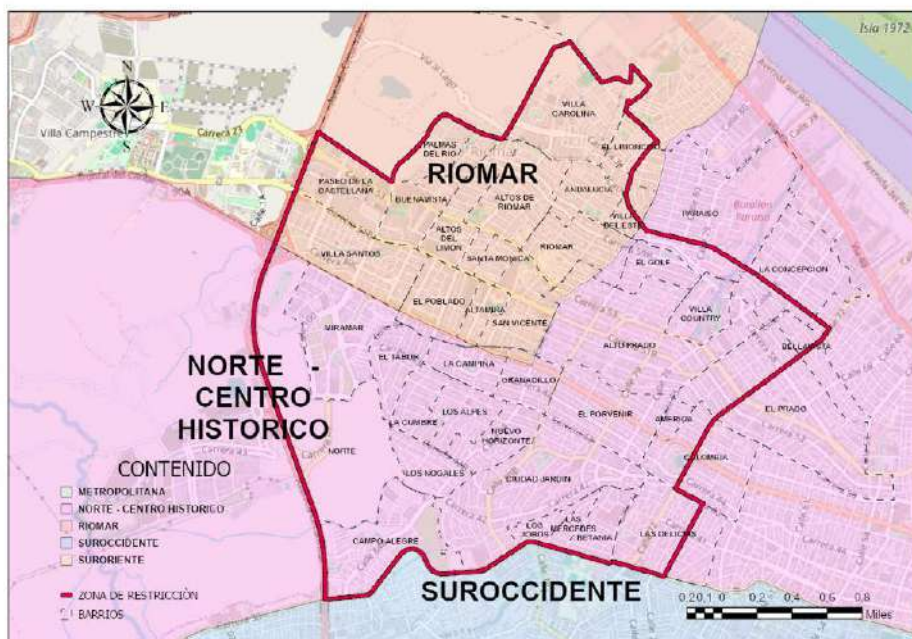 Isla 1972
N
W E
S
Villa Campestre
Carrera 23
Via al Lago
VILLA CAROLINA
PALMAS DEL RIO
RIOMAR
EL LIMONCITO
PASEO DE LA CASTELLANA
BUENAVISTA
ALTOS DE RIOMAR
ANDALUCIA
VILLA DEL ESTE
PARAISO
ALTOS DEL LIMON
RIOMAR
VILLA SANTOS
SANTA MONICA
EL GOLF
LA CONCEPCION
EL POBLADO
ALTAMIRA
SAN VICENTE
VILLA COUNTRY
MIRAMAR
ALTO PRADO
BELLAVISTA
EL TABOR
LA CAMPIÑA
GRANADILLO
NORTE -
CENTRO
HISTORICO
LOS ALPES
EL PORVENIR
AMERICA
EL PRADO
LA CUMBRE
NUEVO HORIZONTE
NORTE
COLOMBIA
LOS NOGALES
CIUDAD JARDIN
LOS JOBOS
LAS MERCEDES
BETANIA
LAS DELICIAS
CAMPO ALEGRE
SUROCCIDENTE
CONTENIDO
METROPOLITANA
NORTE - CENTRO HISTORICO
RIOMAR
SUROCCIDENTE
SURORIENTE
ZONA DE RESTRICCIÓN
BARRIOS
0.20.1 0 0.2 0.4 0.6 0.8
Miles